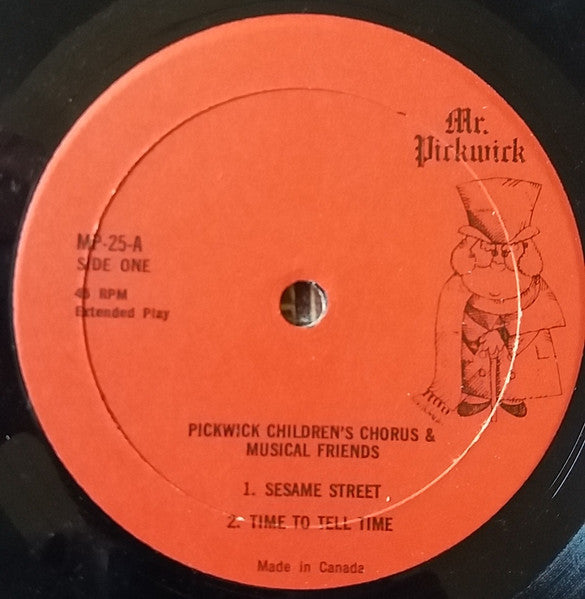 Mr.
Pickwick
MP-25-A
SIDE ONE
45 RPM
Extended Play
PICKWICK CHILDREN'S CHORUS &
MUSICAL FRIENDS
1. SESAME STREET
2. TIME TO TELL TIME
Made in Canada